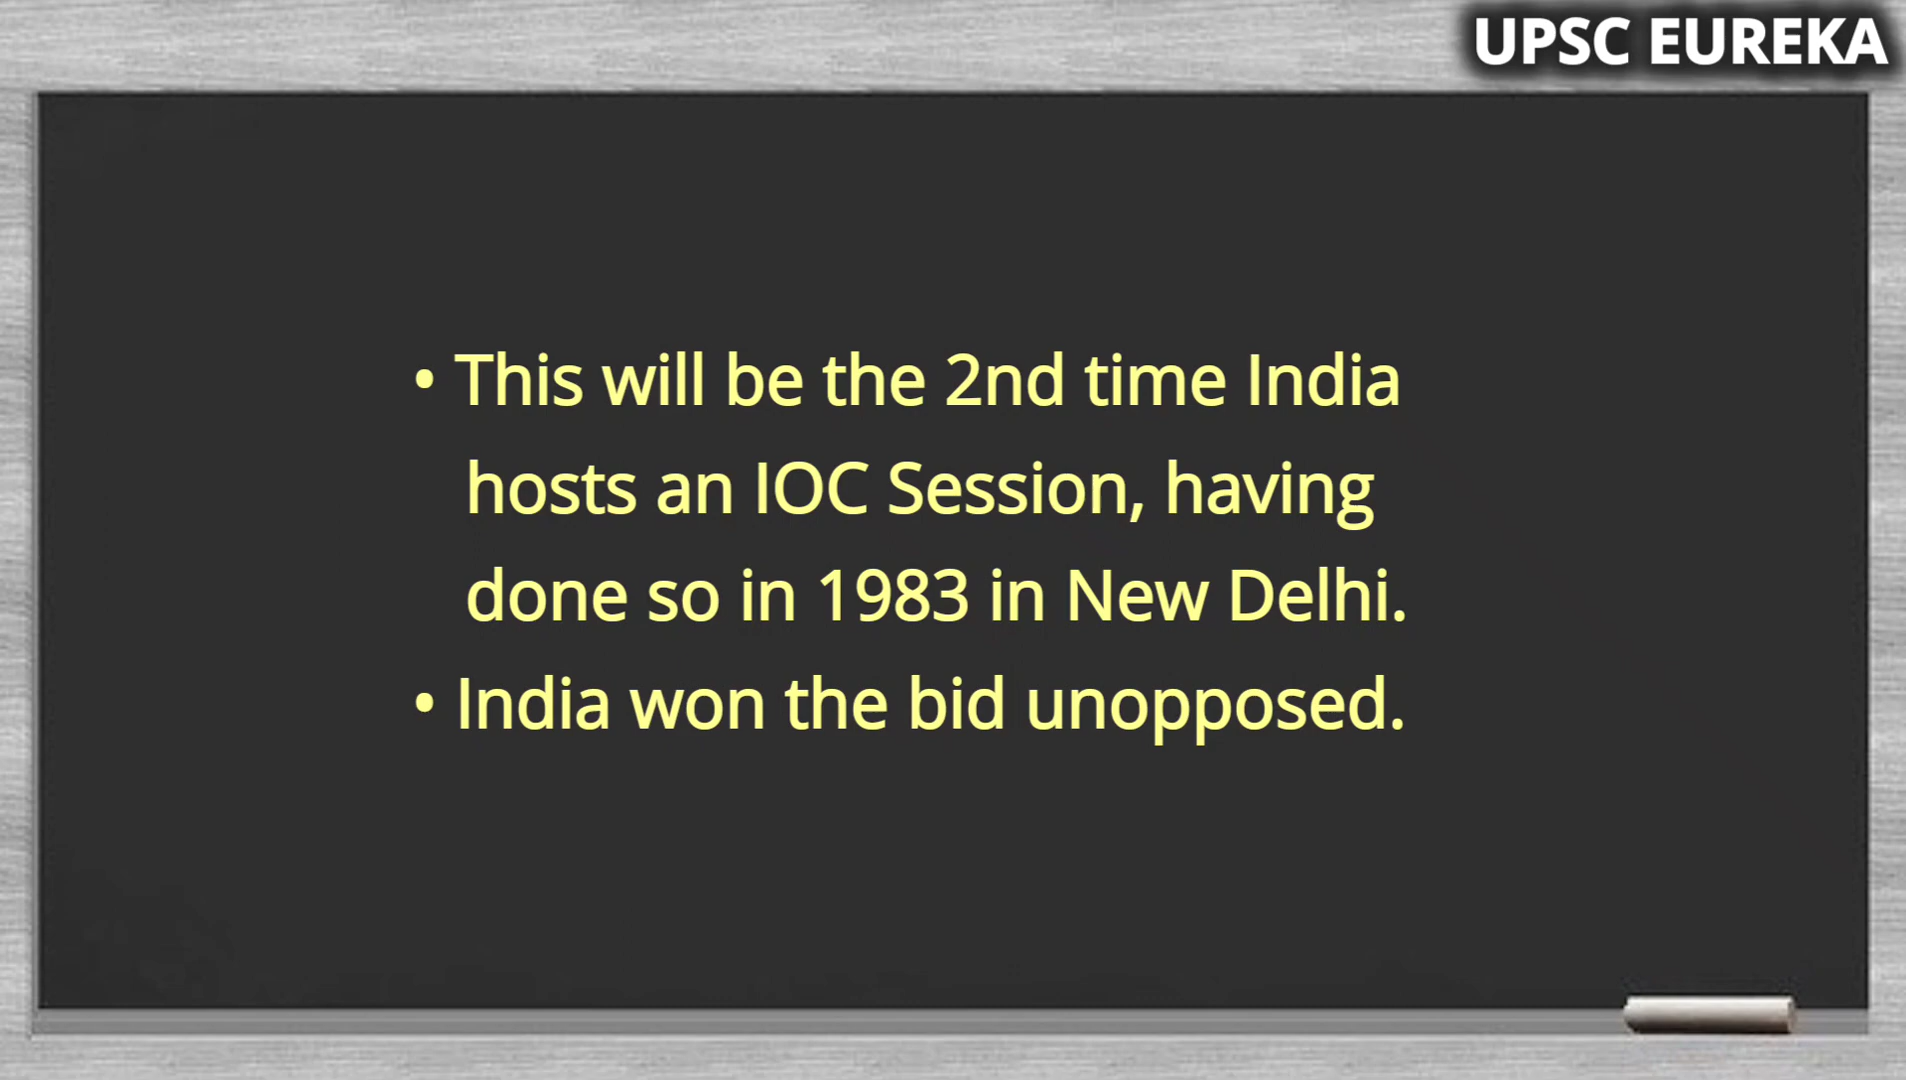 UPSC EUREKA
• This will be the 2nd time India
hosts an IOC Session, having
done so in 1983 in New Delhi.
• India won the bid unopposed.